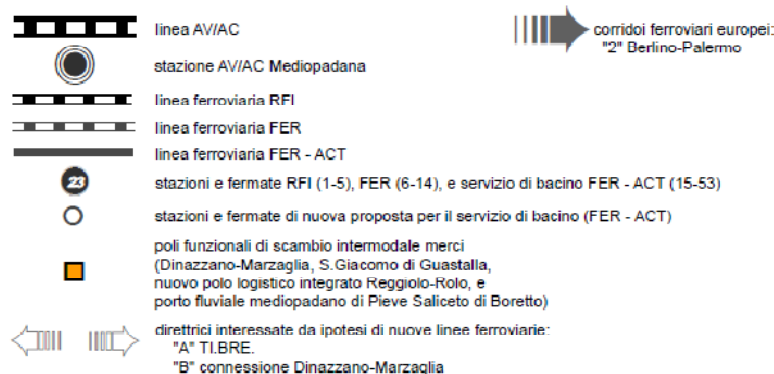 linea AV/AC
corridoi ferroviari europei:
"2" Berlino-Palermo
stazione AV/AC Mediopadana
linea ferroviaria RFI
linea ferroviaria FER
linea ferroviaria FER - ACT
23
stazioni e fermate RFI (1-5), FER (6-14), e servizio di bacino FER - ACT (15-53)
stazioni e fermate di nuova proposta per il servizio di bacino (FER - ACT)
poli funzionali di scambio intermodale merci
(Dinazzano-Marzaglia, S.Giacomo di Guastalla,
nuovo polo logistico integrato Reggiolo-Rolo, e
porto fluviale mediopadano di Pieve Saliceto di Boretto)
direttrici interessate da ipotesi di nuove linee ferroviarie:
"A" TI.BRE.
"B" connessione Dinazzano-Marzaglia